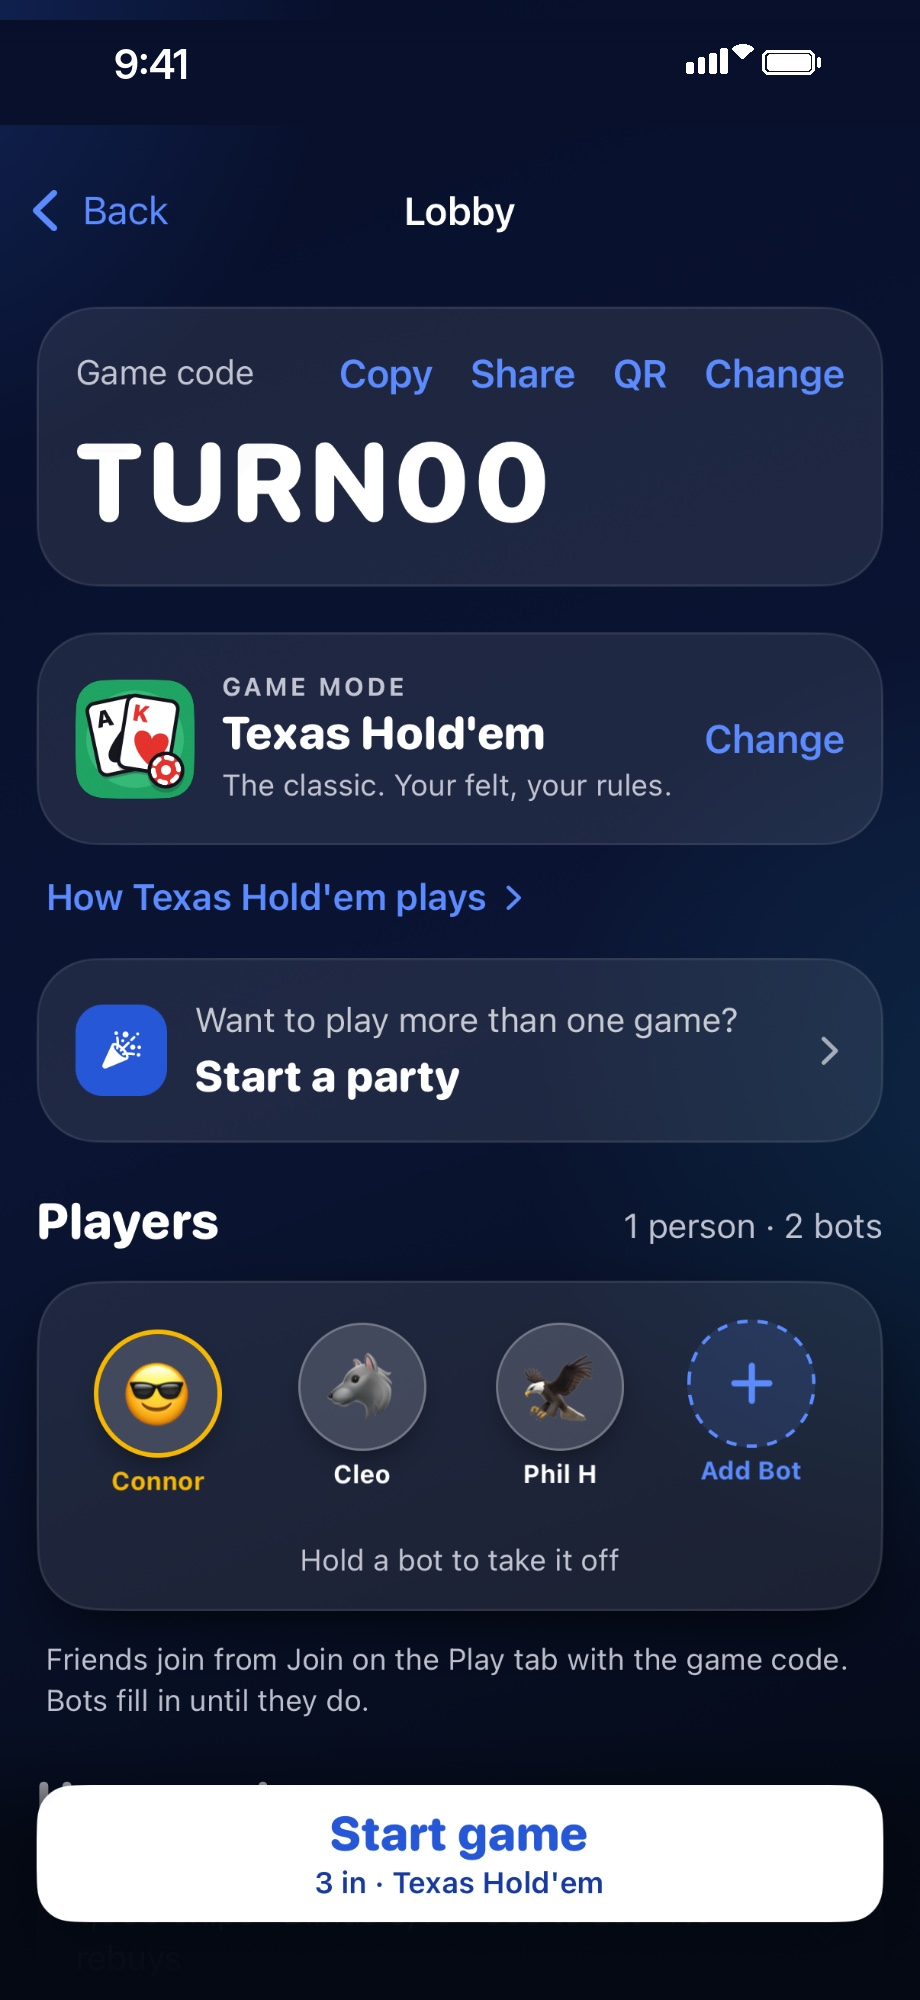 9:41
Back
Lobby
Game code
Copy Share QR Change
TURN00
GAME MODE
Texas Hold'em
The classic. Your felt, your rules.
Change
How Texas Hold'em plays
Want to play more than one game?
Start a party
Players
1 person · 2 bots
A K
Connor
Cleo
Phil H
Add Bot
Hold a bot to take it off
Friends join from Join on the Play tab with the game code.
Bots fill in until they do.
Start game
3 in · Texas Hold'em
rebuys